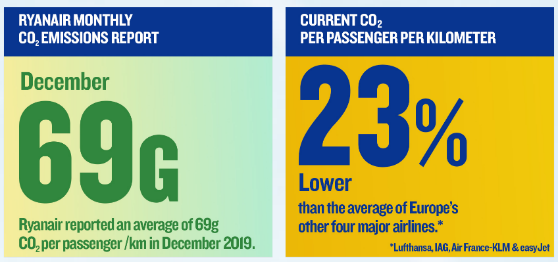 RYANAIR MONTHLY
CO₂ EMISSIONS REPORT
December
69G
Ryanair reported an average of 69g
CO₂ per passenger /km in December 2019.
CURRENT CO₂
PER PASSENGER PER KILOMETER
23%
Lower
than the average of Europe's
other four major airlines.*
*Lufthansa, IAG, Air France-KLM & easyJet